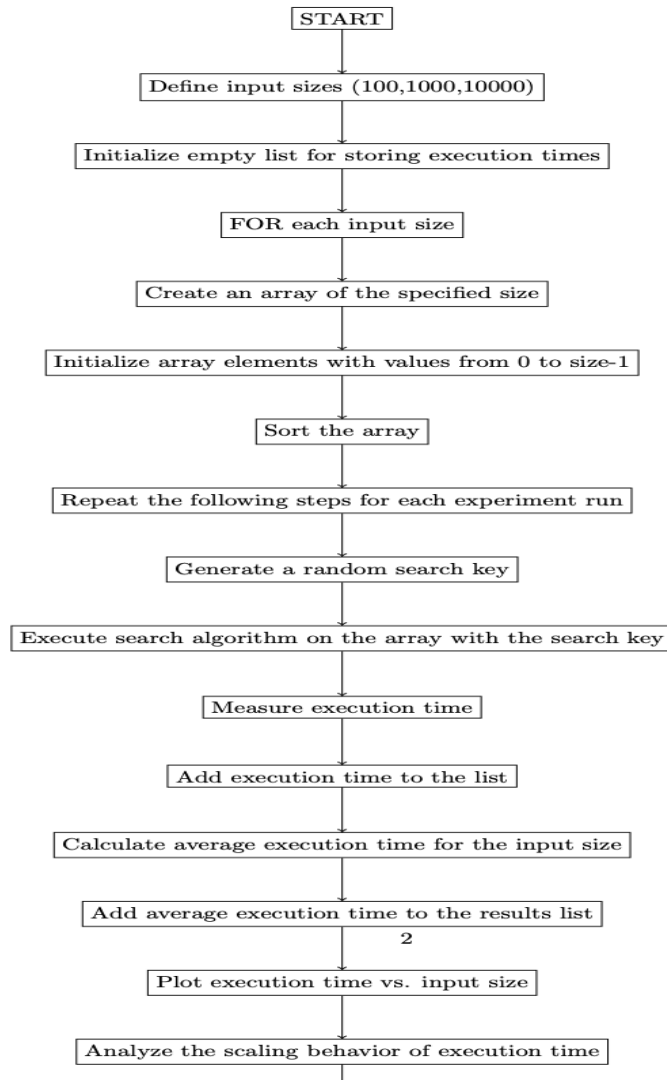 START
Define input sizes (100,1000,10000)
Initialize empty list for storing execution times
FOR each input size
Create an array of the specified size
Initialize array elements with values from 0 to size-1
Sort the array
Repeat the following steps for each experiment run
Generate a random search key
Execute search algorithm on the array with the search key
Measure execution time
Add execution time to the list
Calculate average execution time for the input size
Add average execution time to the results list
2
Plot execution time vs. input size
Analyze the scaling behavior of execution time